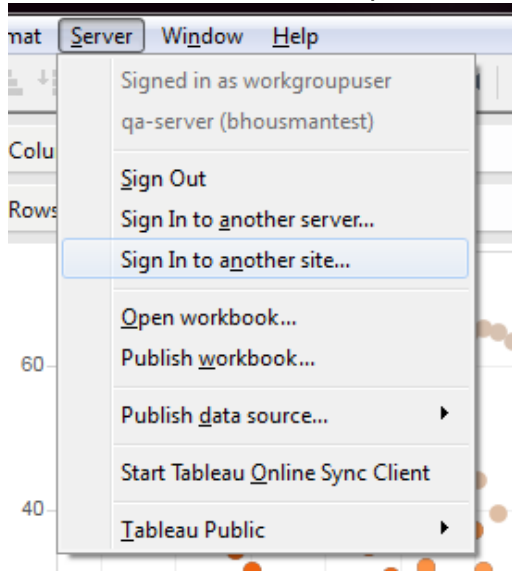 mat Server Window Help
Signed in as workgroupuser
qa-server (bhousmantest)
Colu
Sign Out
Rows
Sign In to another server...
Sign In to another site...
Open workbook...
60
Publish workbook...
Publish data source...
Start Tableau Online Sync Client
40
Tableau Public